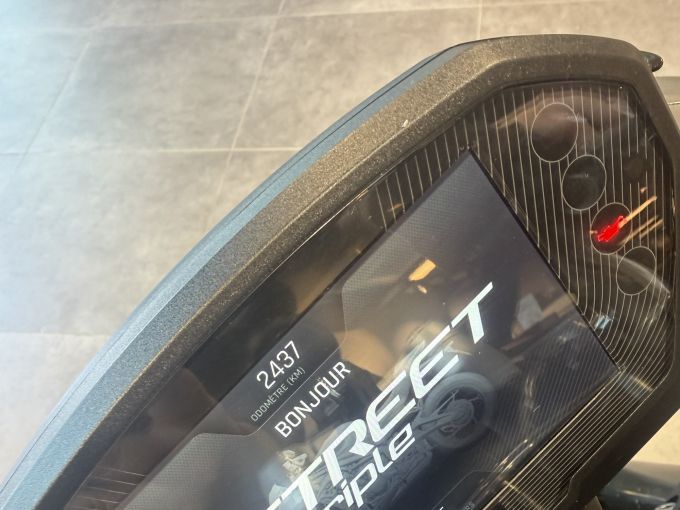 2437
ODOMÈTRE (KM)
BONJOUR
STREET
Triple